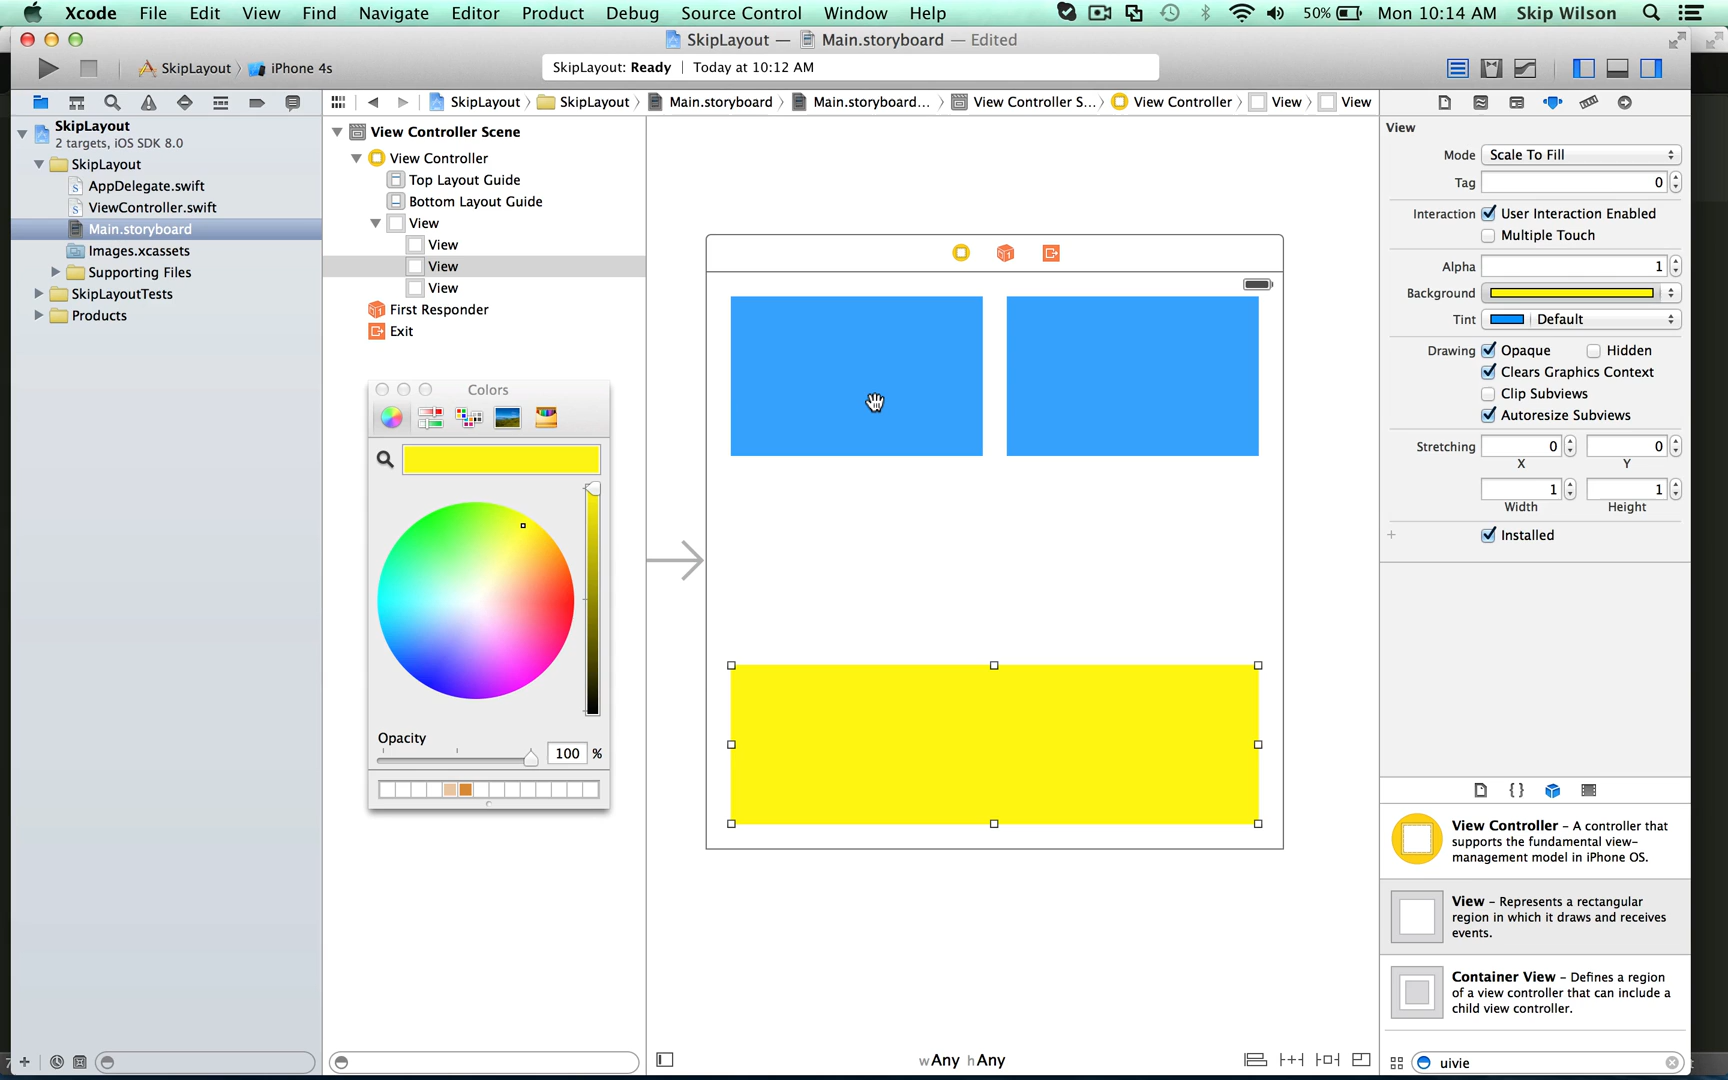 Xcode File Edit View Find Navigate Editor Product Debug Source Control Window Help 50% Mon 10:14 AM Skip Wilson
SkipLayout — Main.storyboard — Edited
SkipLayout iPhone 4s
SkipLayout: Ready Today at 10:12 AM
SkipLayout SkipLayout Main.storyboard Main.storyboard... View Controller S... View Controller View View
SkipLayout
2 targets, iOS SDK 8.0
SkipLayout
AppDelegate.swift
ViewController.swift
Main.storyboard
Images.xcassets
Supporting Files
SkipLayoutTests
Products
View Controller Scene
View Controller
Top Layout Guide
Bottom Layout Guide
View
View
View
View
First Responder
Exit
Colors
Opacity
100 %
wAny hAny
View
Mode Scale To Fill
Tag 0
Interaction User Interaction Enabled
Multiple Touch
Alpha 1
Background
Tint Default
Drawing Opaque Hidden
Clears Graphics Context
Clip Subviews
Autoresize Subviews
Stretching 0 0
X Y
1 1
Width Height
+ Installed
{ }
View Controller – A controller that
supports the fundamental view-
management model in iPhone OS.
View – Represents a rectangular
region in which it draws and receives
events.
Container View – Defines a region
of a view controller that can include a
child view controller.
uivie